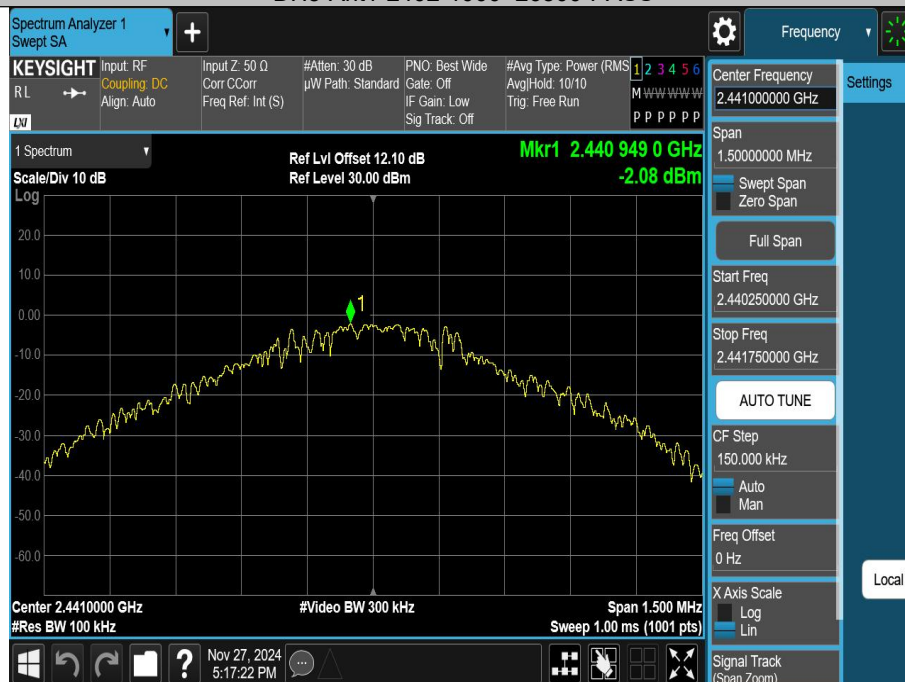 Spectrum Analyzer 1
Swept SA
+
Frequency
KEYSIGHT
RL
LXI
Input: RF
Coupling: DC
Align: Auto
Input Z: 50 Ω
Corr CCorr
Freq Ref: Int (S)
#Atten: 30 dB
µW Path: Standard
PNO: Best Wide
Gate: Off
IF Gain: Low
Sig Track: Off
#Avg Type: Power (RMS
Avg|Hold: 10/10
Trig: Free Run
1 2 3 4 5 6
M W W W W W
P P P P P P
Center Frequency
2.441000000 GHz
Settings
Span
1.50000000 MHz
Swept Span
Zero Span
Full Span
Start Freq
2.440250000 GHz
Stop Freq
2.441750000 GHz
AUTO TUNE
CF Step
150.000 kHz
Auto
Man
Freq Offset
0 Hz
Local
X Axis Scale
Log
Lin
Signal Track
(Span Zoom)
1 Spectrum
Scale/Div 10 dB
Log
Ref Lvl Offset 12.10 dB
Ref Level 30.00 dBm
Mkr1 2.440 949 0 GHz
-2.08 dBm
20.0
10.0
0.00
-10.0
-20.0
-30.0
-40.0
-50.0
-60.0
1
Center 2.4410000 GHz
#Res BW 100 kHz
#Video BW 300 kHz
Span 1.500 MHz
Sweep 1.00 ms (1001 pts)
?
Nov 27, 2024
5:17:22 PM